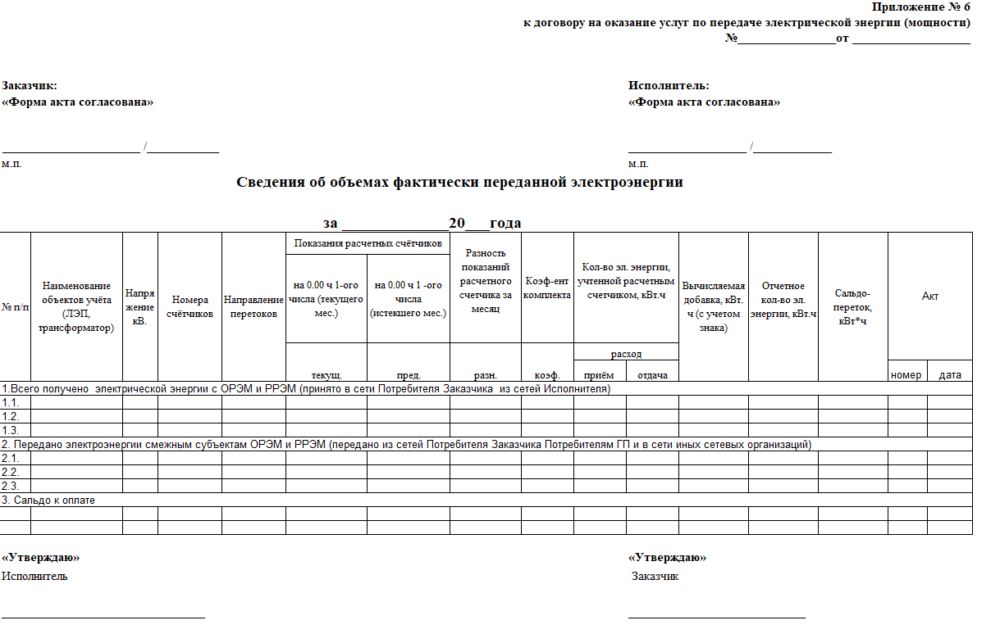 Приложение № 6
к договору на оказание услуг по передаче электрической энергии (мощности)
№________________от ___________________
Заказчик:
Исполнитель:
«Форма акта согласована»
«Форма акта согласована»
_______________________ /____________
____________________ /_____________
м.п.
м.п.
Сведения об объемах фактически переданной электроэнергии
за _____________20___года
№ п/п
Наименование
объектов учёта
(ЛЭП,
трансформатор)
Напря
жение
кВ.
Номера
счётчиков
Направление
перетоков
Показания расчетных счётчиков
на 0.00 ч 1-ого
числа (текущего
мес.)
на 0.00 ч 1 -ого
числа
(истекшего мес.)
текущ.
пред.
Разность
показаний
расчетного
счетчика за
месяц
разн.
Коэф-ент
комплекта
коэф.
Кол-во эл. энергии,
учтенной расчетным
счетчиком, кВт.ч
расход
приём
отдача
Вычисляемая
добавка, кВт.
ч (с учетом
знака)
Отчетное
кол-во эл.
энергии, кВт.ч
Сальдо-
переток,
кВт*ч
Акт
номер
дата
1.Всего получено электрической энергии с ОРЭМ и РРЭМ (принято в сети Потребителя Заказчика из сетей Исполнителя)
1.1.
1.2.
1.3.
2. Передано электроэнергии смежным субъектам ОРЭМ и РРЭМ (передано из сетей Потребителя Заказчика Потребителям ГП и в сети иных сетевых организаций)
2.1.
2.2.
2.3.
3. Сальдо к оплате
«Утверждаю»
«Утверждаю»
Исполнитель
Заказчик